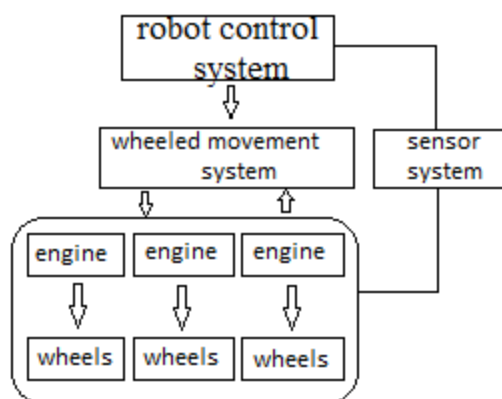 robot control
system
wheeled movement
system
sensor
system
engine
engine
engine
wheels
wheels
wheels